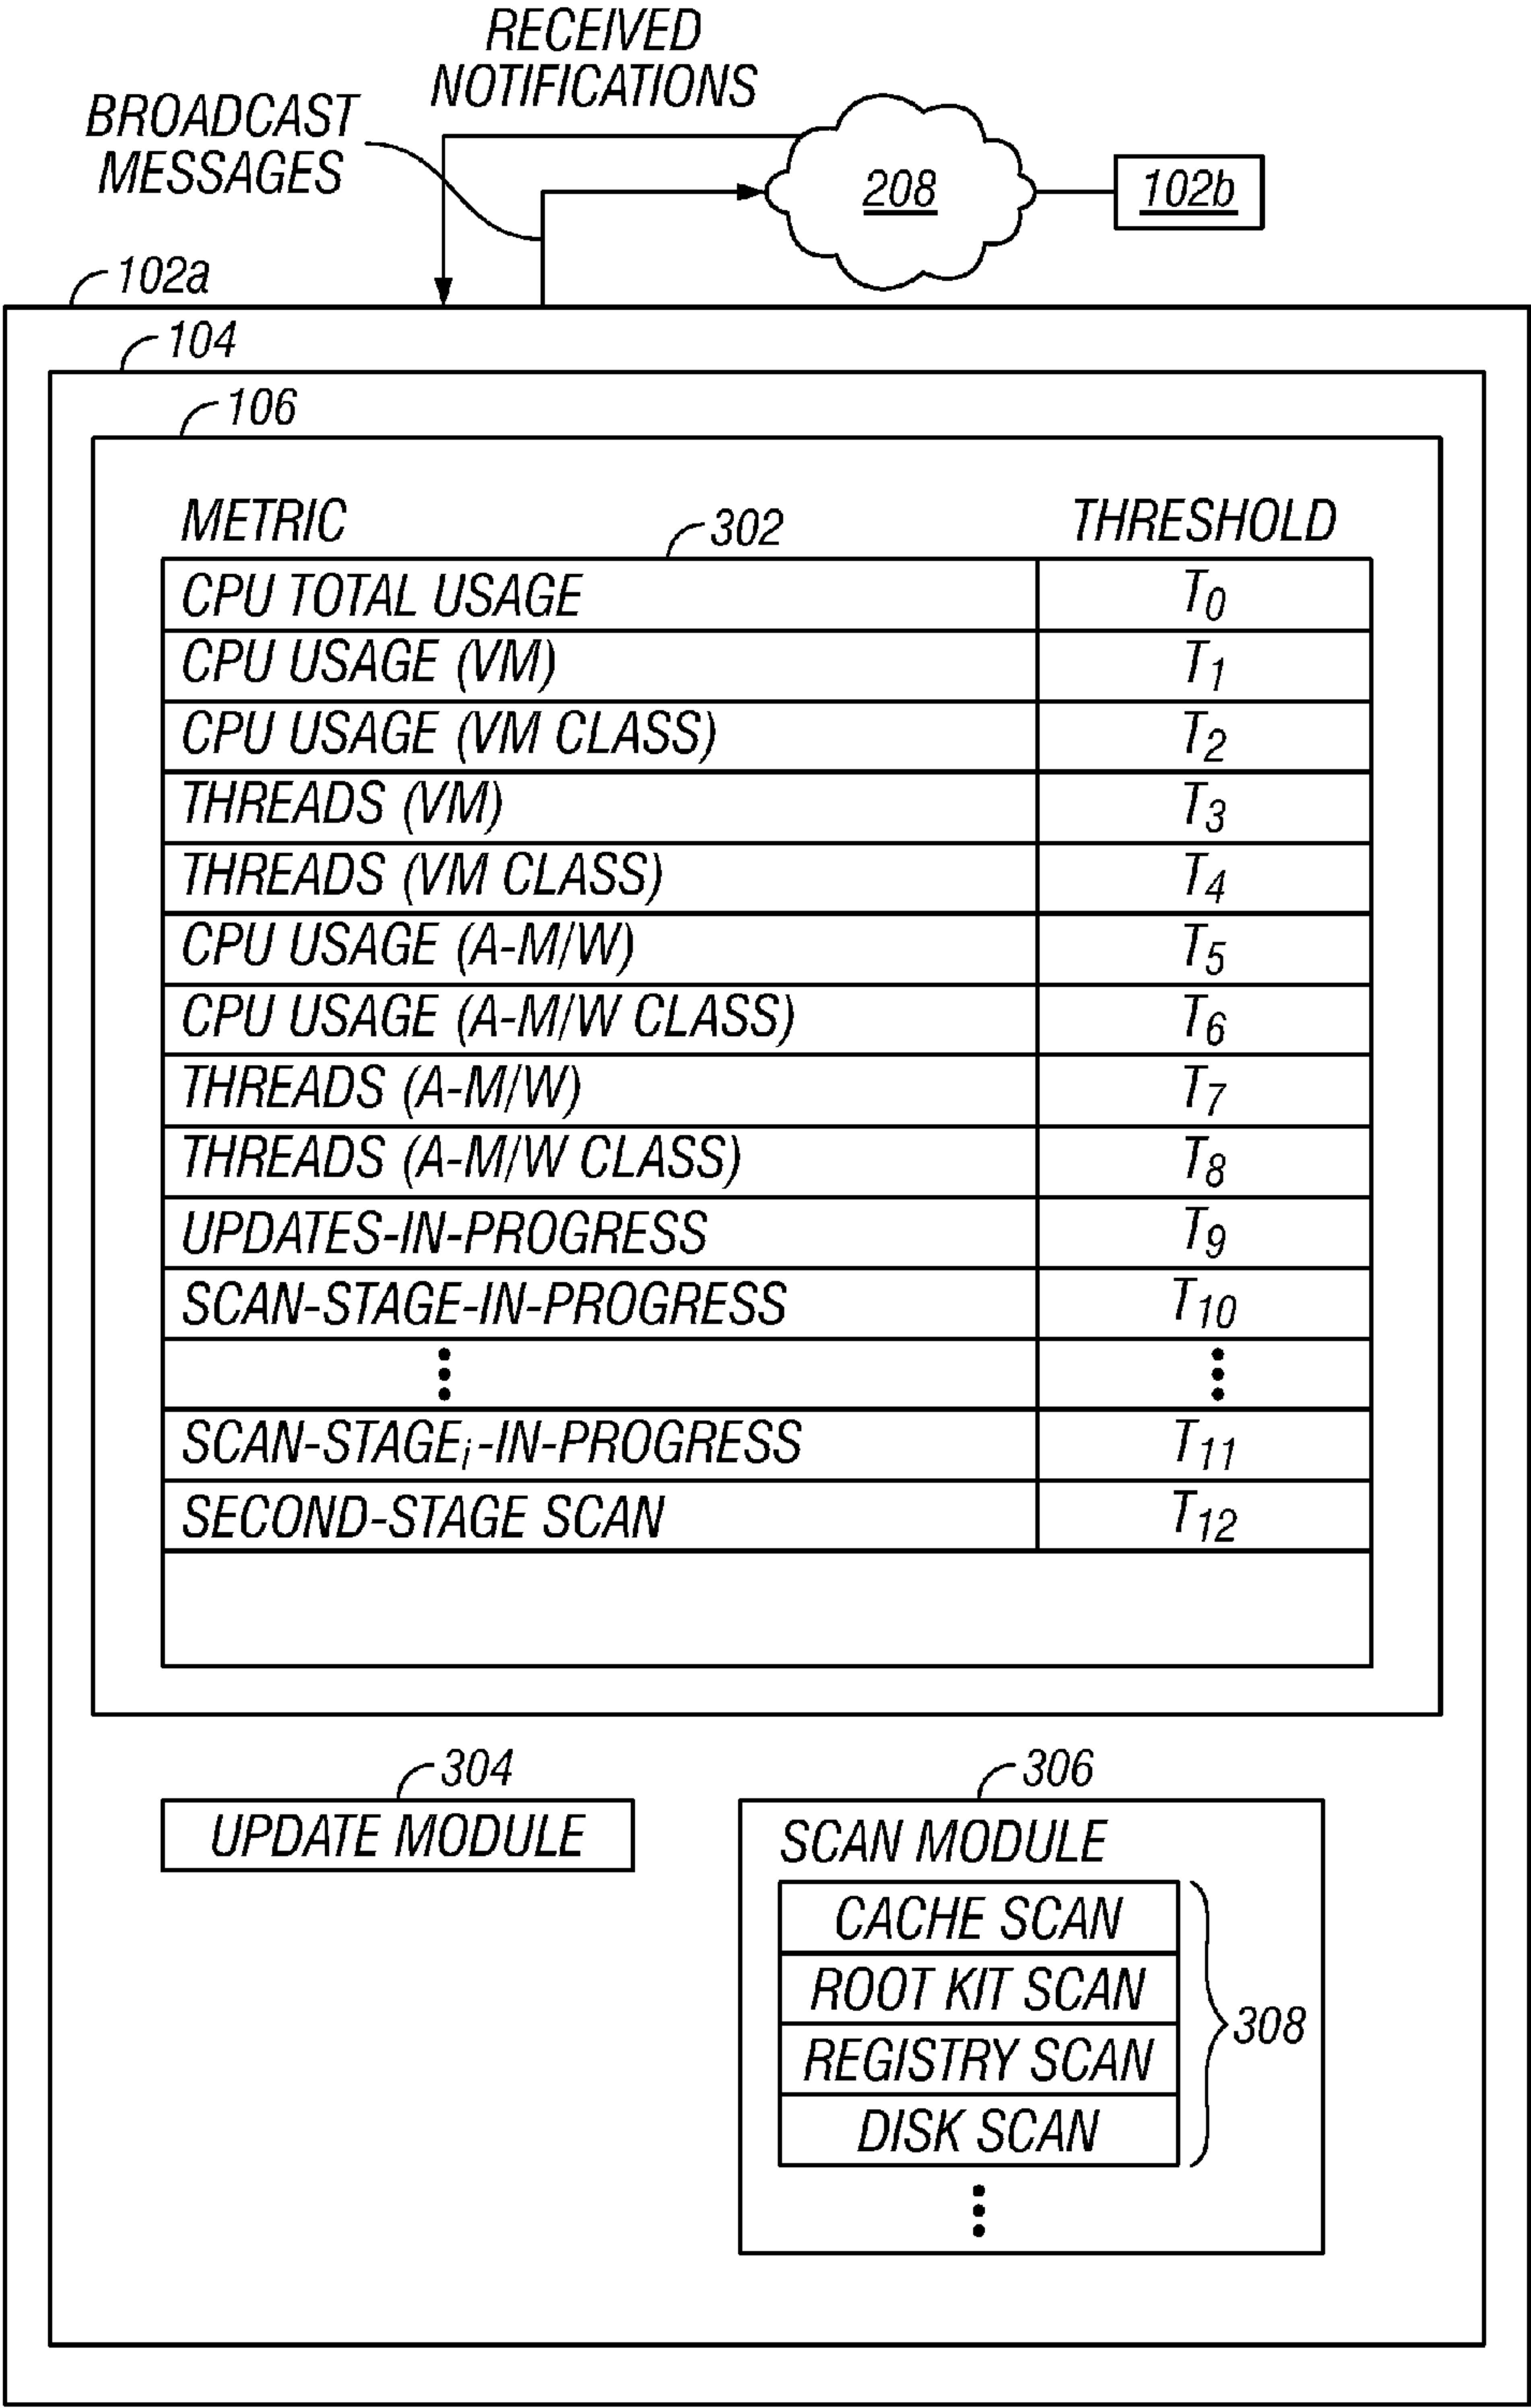 RECEIVED
NOTIFICATIONS
BROADCAST
MESSAGES
208
102b
102a
104
106
METRIC
302
THRESHOLD
CPU TOTAL USAGE T0
CPU USAGE (VM) T1
CPU USAGE (VM CLASS) T2
THREADS (VM) T3
THREADS (VM CLASS) T4
CPU USAGE (A-M/W) T5
CPU USAGE (A-M/W CLASS) T6
THREADS (A-M/W) T7
THREADS (A-M/W CLASS) T8
UPDATES-IN-PROGRESS T9
SCAN-STAGE-IN-PROGRESS T10
SCAN-STAGEi-IN-PROGRESS T11
SECOND-STAGE SCAN T12
304
UPDATE MODULE
306
SCAN MODULE
CACHE SCAN
ROOT KIT SCAN
REGISTRY SCAN
DISK SCAN
308